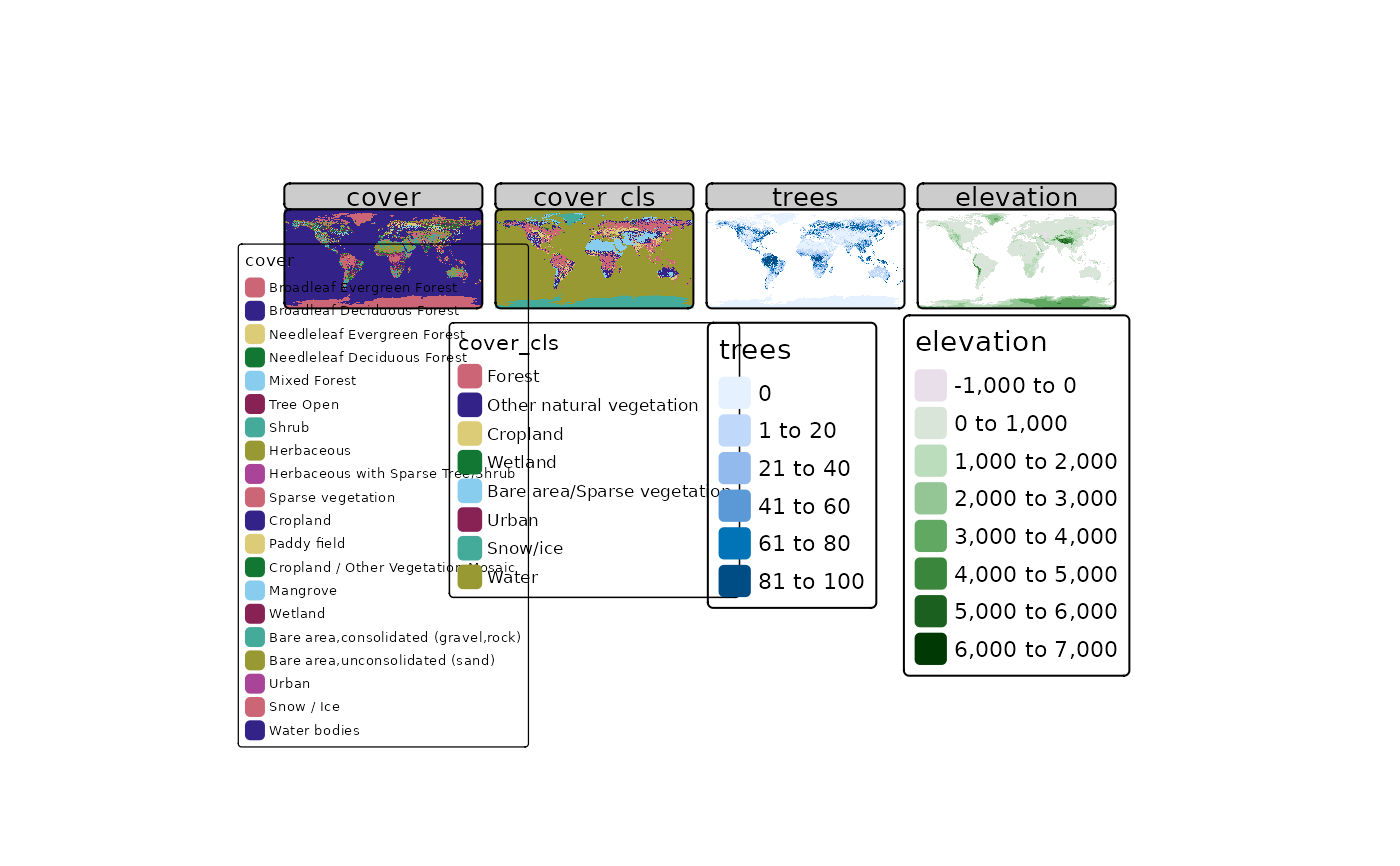 cover
cover_cls
trees
elevation
cover
Broadleaf Evergreen Forest
Broadleaf Deciduous Forest
Needleleaf Evergreen Forest
Needleleaf Deciduous Forest
Mixed Forest
Tree Open
Shrub
Herbaceous
Herbaceous with Sparse Tree/Shrub
Sparse vegetation
Cropland
Paddy field
Cropland / Other Vegetation Mosaic
Mangrove
Wetland
Bare area,consolidated (gravel,rock)
Bare area,unconsolidated (sand)
Urban
Snow / Ice
Water bodies
cover_cls
Forest
Other natural vegetation
Cropland
Wetland
Bare area/Sparse vegetation
Urban
Snow/ice
Water
trees
0
1 to 20
21 to 40
41 to 60
61 to 80
81 to 100
elevation
-1,000 to 0
0 to 1,000
1,000 to 2,000
2,000 to 3,000
3,000 to 4,000
4,000 to 5,000
5,000 to 6,000
6,000 to 7,000